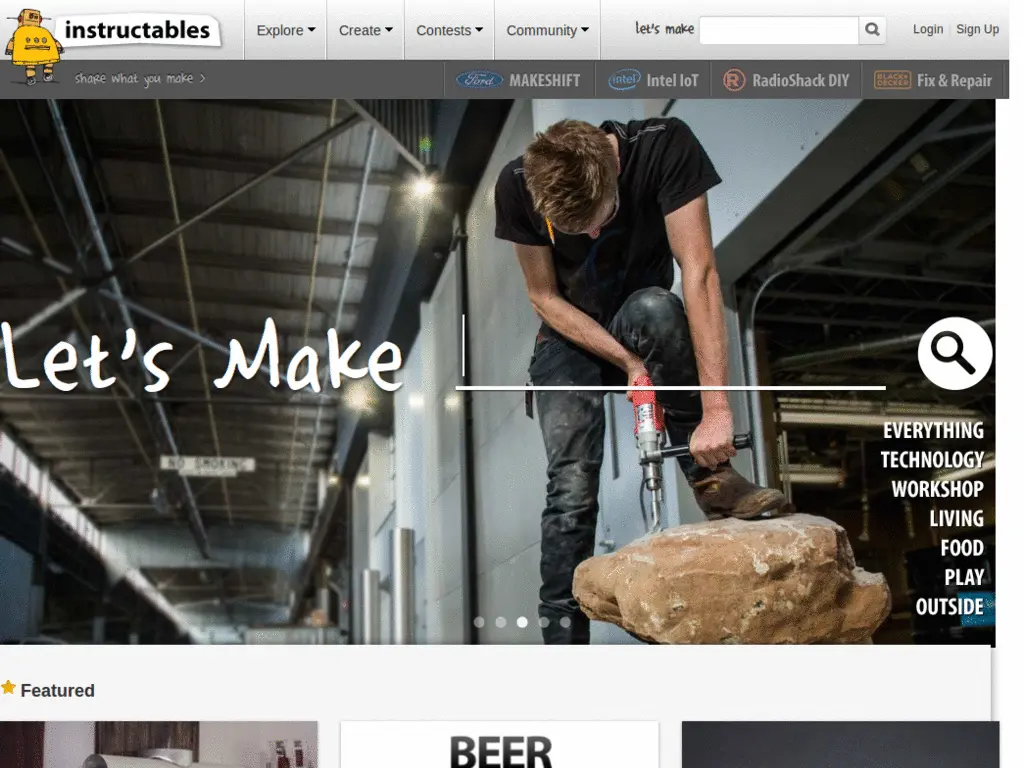 instructables
Explore
Create
Contests
Community
let's make
Login
Sign Up
share what you make >
Ford
MAKESHIFT
intel
Intel IoT
R
RadioShack DIY
BLACK+
DECKER
Fix & Repair
NO SMOKING
Let's Make
EVERYTHING
TECHNOLOGY
WORKSHOP
LIVING
FOOD
PLAY
OUTSIDE
Featured
BEER